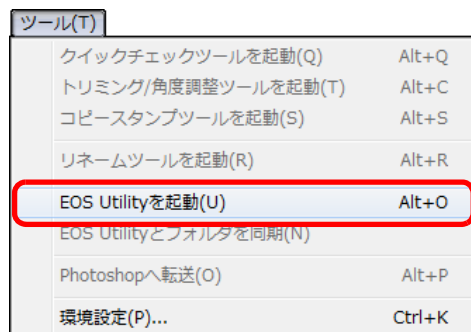 ツール(T)
クイックチェックツールを起動(Q) Alt+Q
トリミング/角度調整ツールを起動(T) Alt+C
コピースタンプツールを起動(S) Alt+S
リネームツールを起動(R) Alt+R
EOS Utilityを起動(U) Alt+O
EOS Utilityとフォルダを同期(N)
Photoshopへ転送(O) Alt+P
環境設定(P)... Ctrl+K